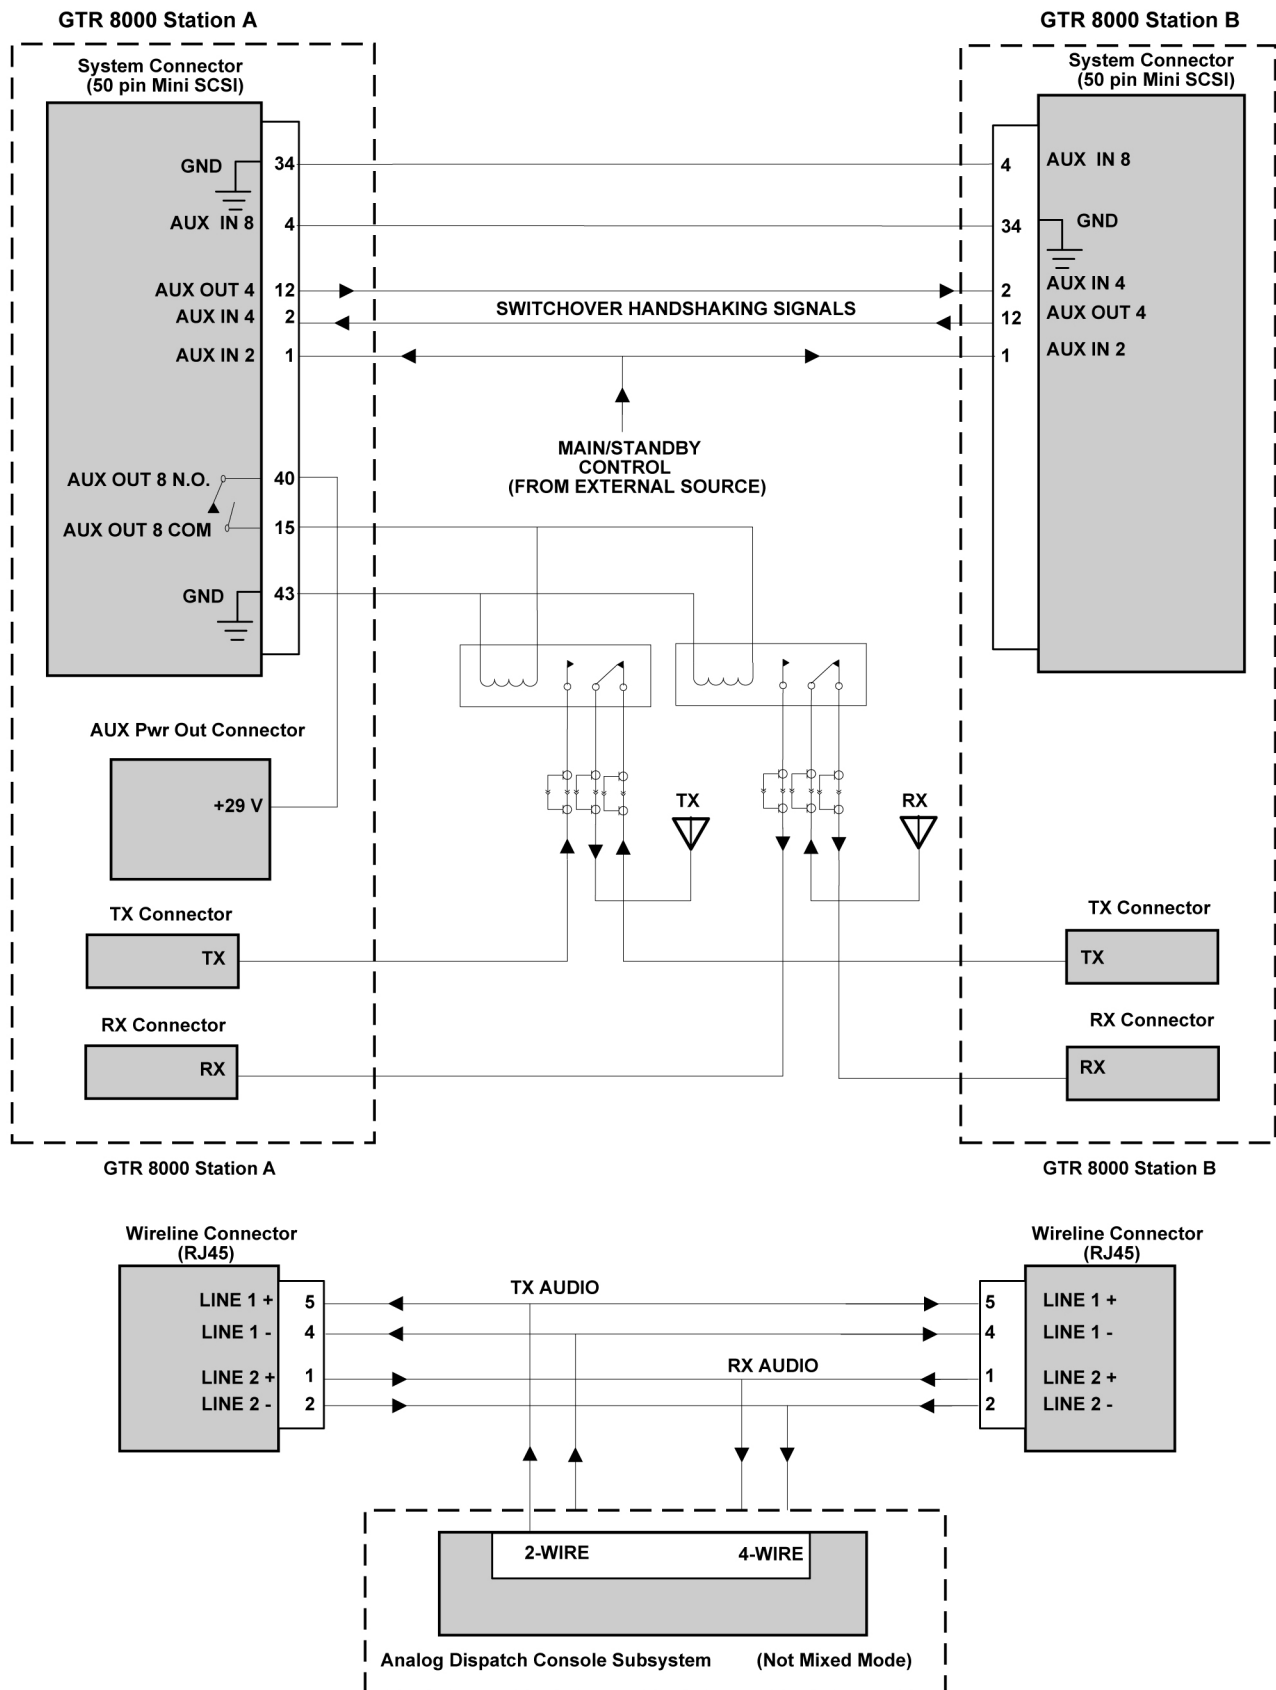 GTR 8000 Station A
GTR 8000 Station B
System Connector
(50 pin Mini SCSI)
System Connector
(50 pin Mini SCSI)
GND
34
4
AUX IN 8
AUX IN 8
4
34
GND
AUX OUT 4
12
2
AUX IN 4
SWITCHOVER HANDSHAKING SIGNALS
AUX IN 4
2
12
AUX OUT 4
AUX IN 2
1
1
AUX IN 2
MAIN/STANDBY
CONTROL
(FROM EXTERNAL SOURCE)
AUX OUT 8 N.O.
40
AUX OUT 8 COM
15
GND
43
AUX Pwr Out Connector
+29 V
TX
RX
TX Connector
TX
TX Connector
TX
RX Connector
RX
RX Connector
RX
GTR 8000 Station A
GTR 8000 Station B
Wireline Connector
(RJ45)
Wireline Connector
(RJ45)
TX AUDIO
LINE 1 +
5
5
LINE 1 +
LINE 1 -
4
4
LINE 1 -
RX AUDIO
LINE 2 +
1
1
LINE 2 +
LINE 2 -
2
2
LINE 2 -
2-WIRE
4-WIRE
Analog Dispatch Console Subsystem
(Not Mixed Mode)